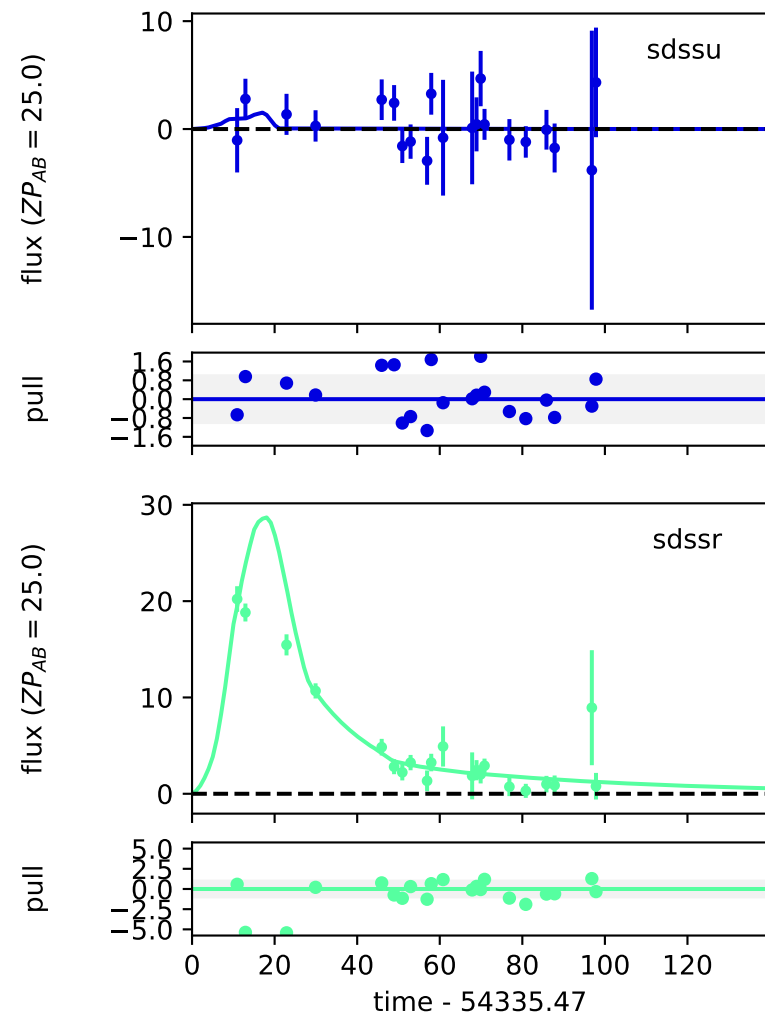 sdssu
flux (ZP_AB = 25.0)
10
0
−10
pull
1.6
0.8
0.0
−0.8
−1.6
sdssr
flux (ZP_AB = 25.0)
30
20
10
0
pull
5.0
2.5
0.0
−2.5
−5.0
0 20 40 60 80 100 120
time - 54335.47